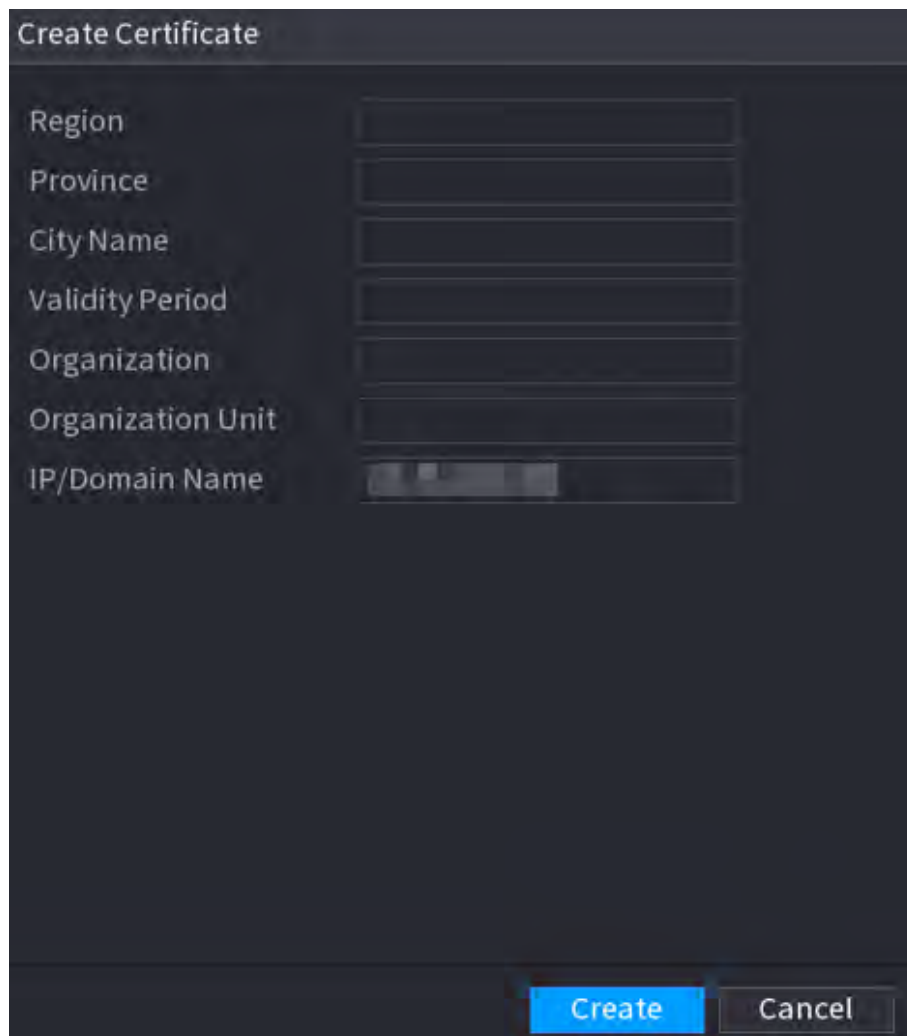 Create Certificate
Region
Province
City Name
Validity Period
Organization
Organization Unit
IP/Domain Name
Create Cancel